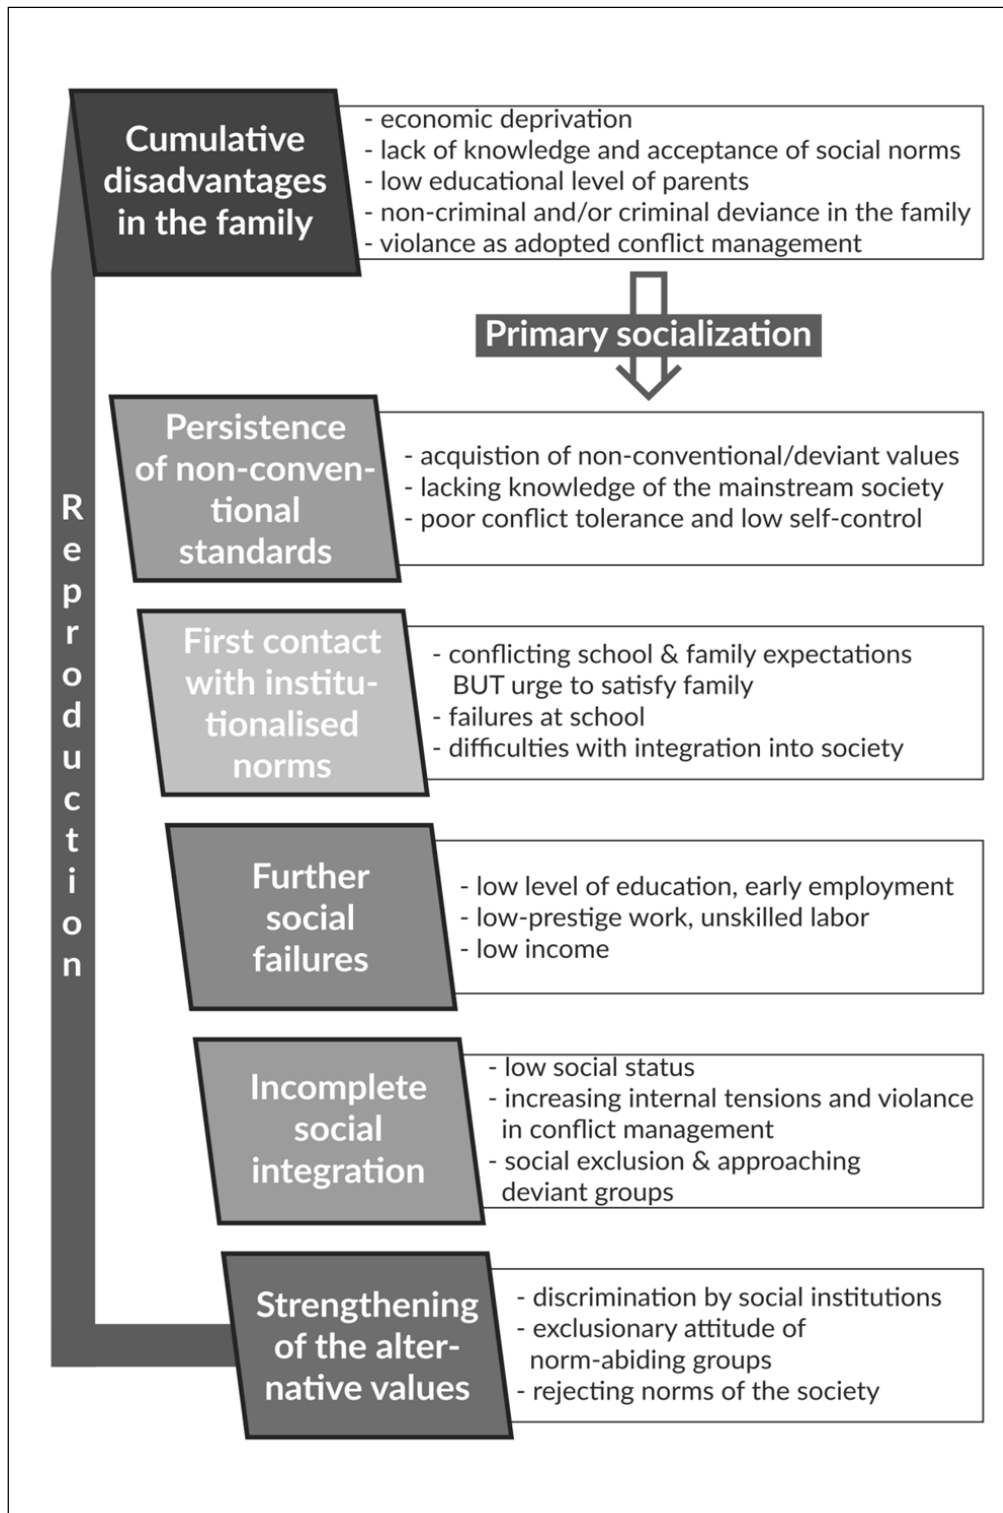 Cumulative
disadvantages
in the family
- economic deprivation
- lack of knowledge and acceptance of social norms
- low educational level of parents
- non-criminal and/or criminal deviance in the family
- violance as adopted conflict management
Primary socialization
Persistence
of non-conven-
tional
standards
- acquistion of non-conventional/deviant values
- lacking knowledge of the mainstream society
- poor conflict tolerance and low self-control
First contact
with institu-
tionalised
norms
- conflicting school & family expectations
BUT urge to satisfy family
- failures at school
- difficulties with integration into society
Further
social
failures
- low level of education, early employment
- low-prestige work, unskilled labor
- low income
Incomplete
social
integration
- low social status
- increasing internal tensions and violence
in conflict management
- social exclusion & approaching
deviant groups
Strengthening
of the alter-
native values
- discrimination by social institutions
- exclusionary attitude of
norm-abiding groups
- rejecting norms of the society
Reproduction